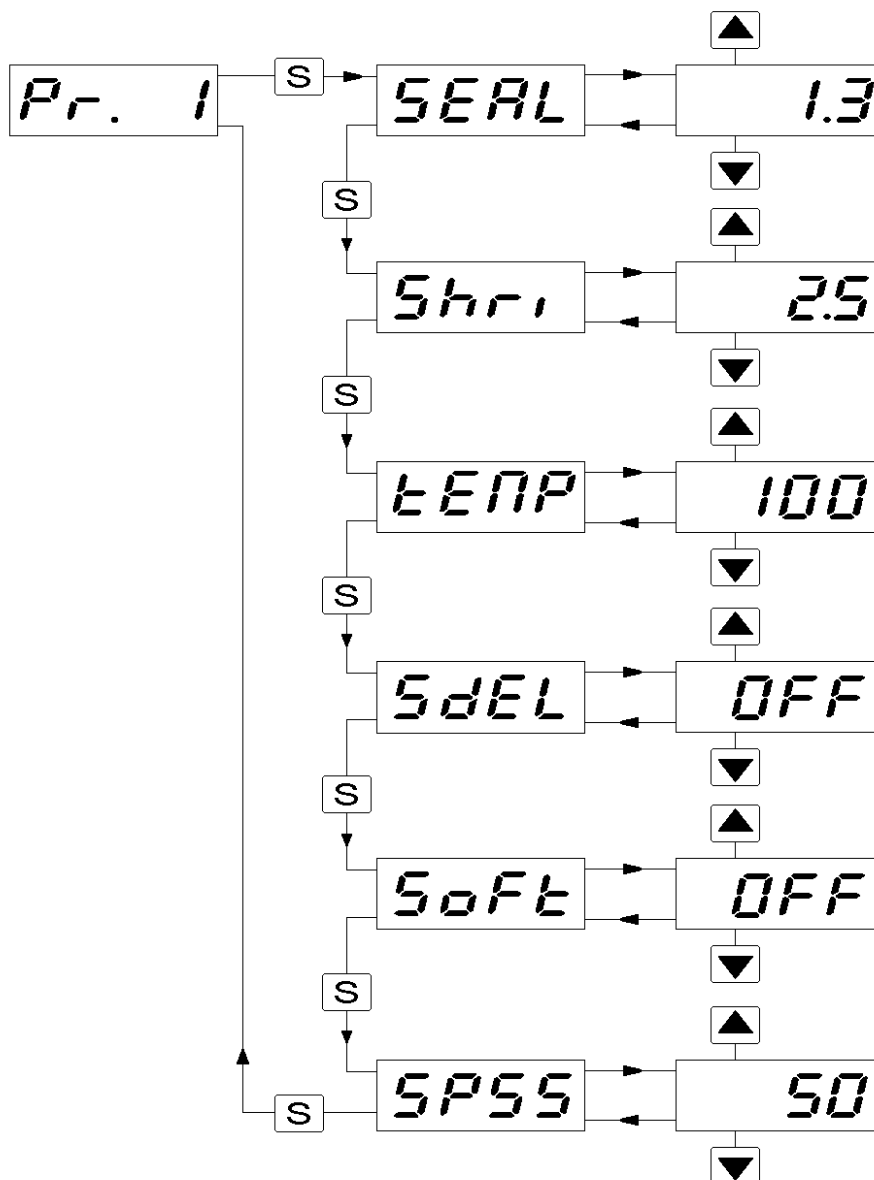 Pr. 1 S SEAL 1.3
S
Shri 2.5
S
tEMP 100
S
SdEL OFF
S
SoFt OFF
S
SPSS 50
S